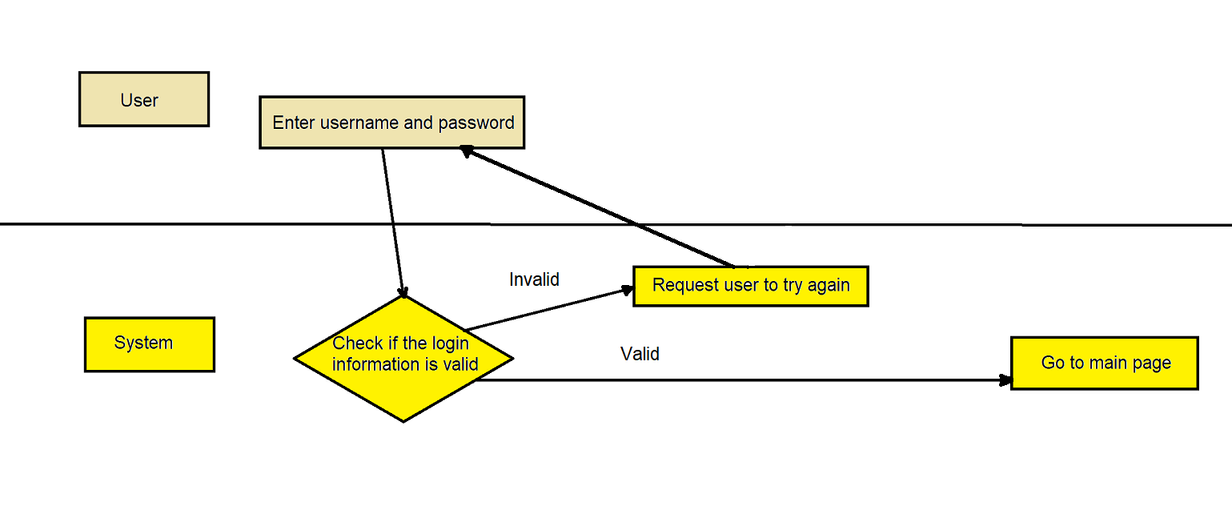 User
Enter username and password
Invalid
Request user to try again
System
Check if the login
information is valid
Valid
Go to main page